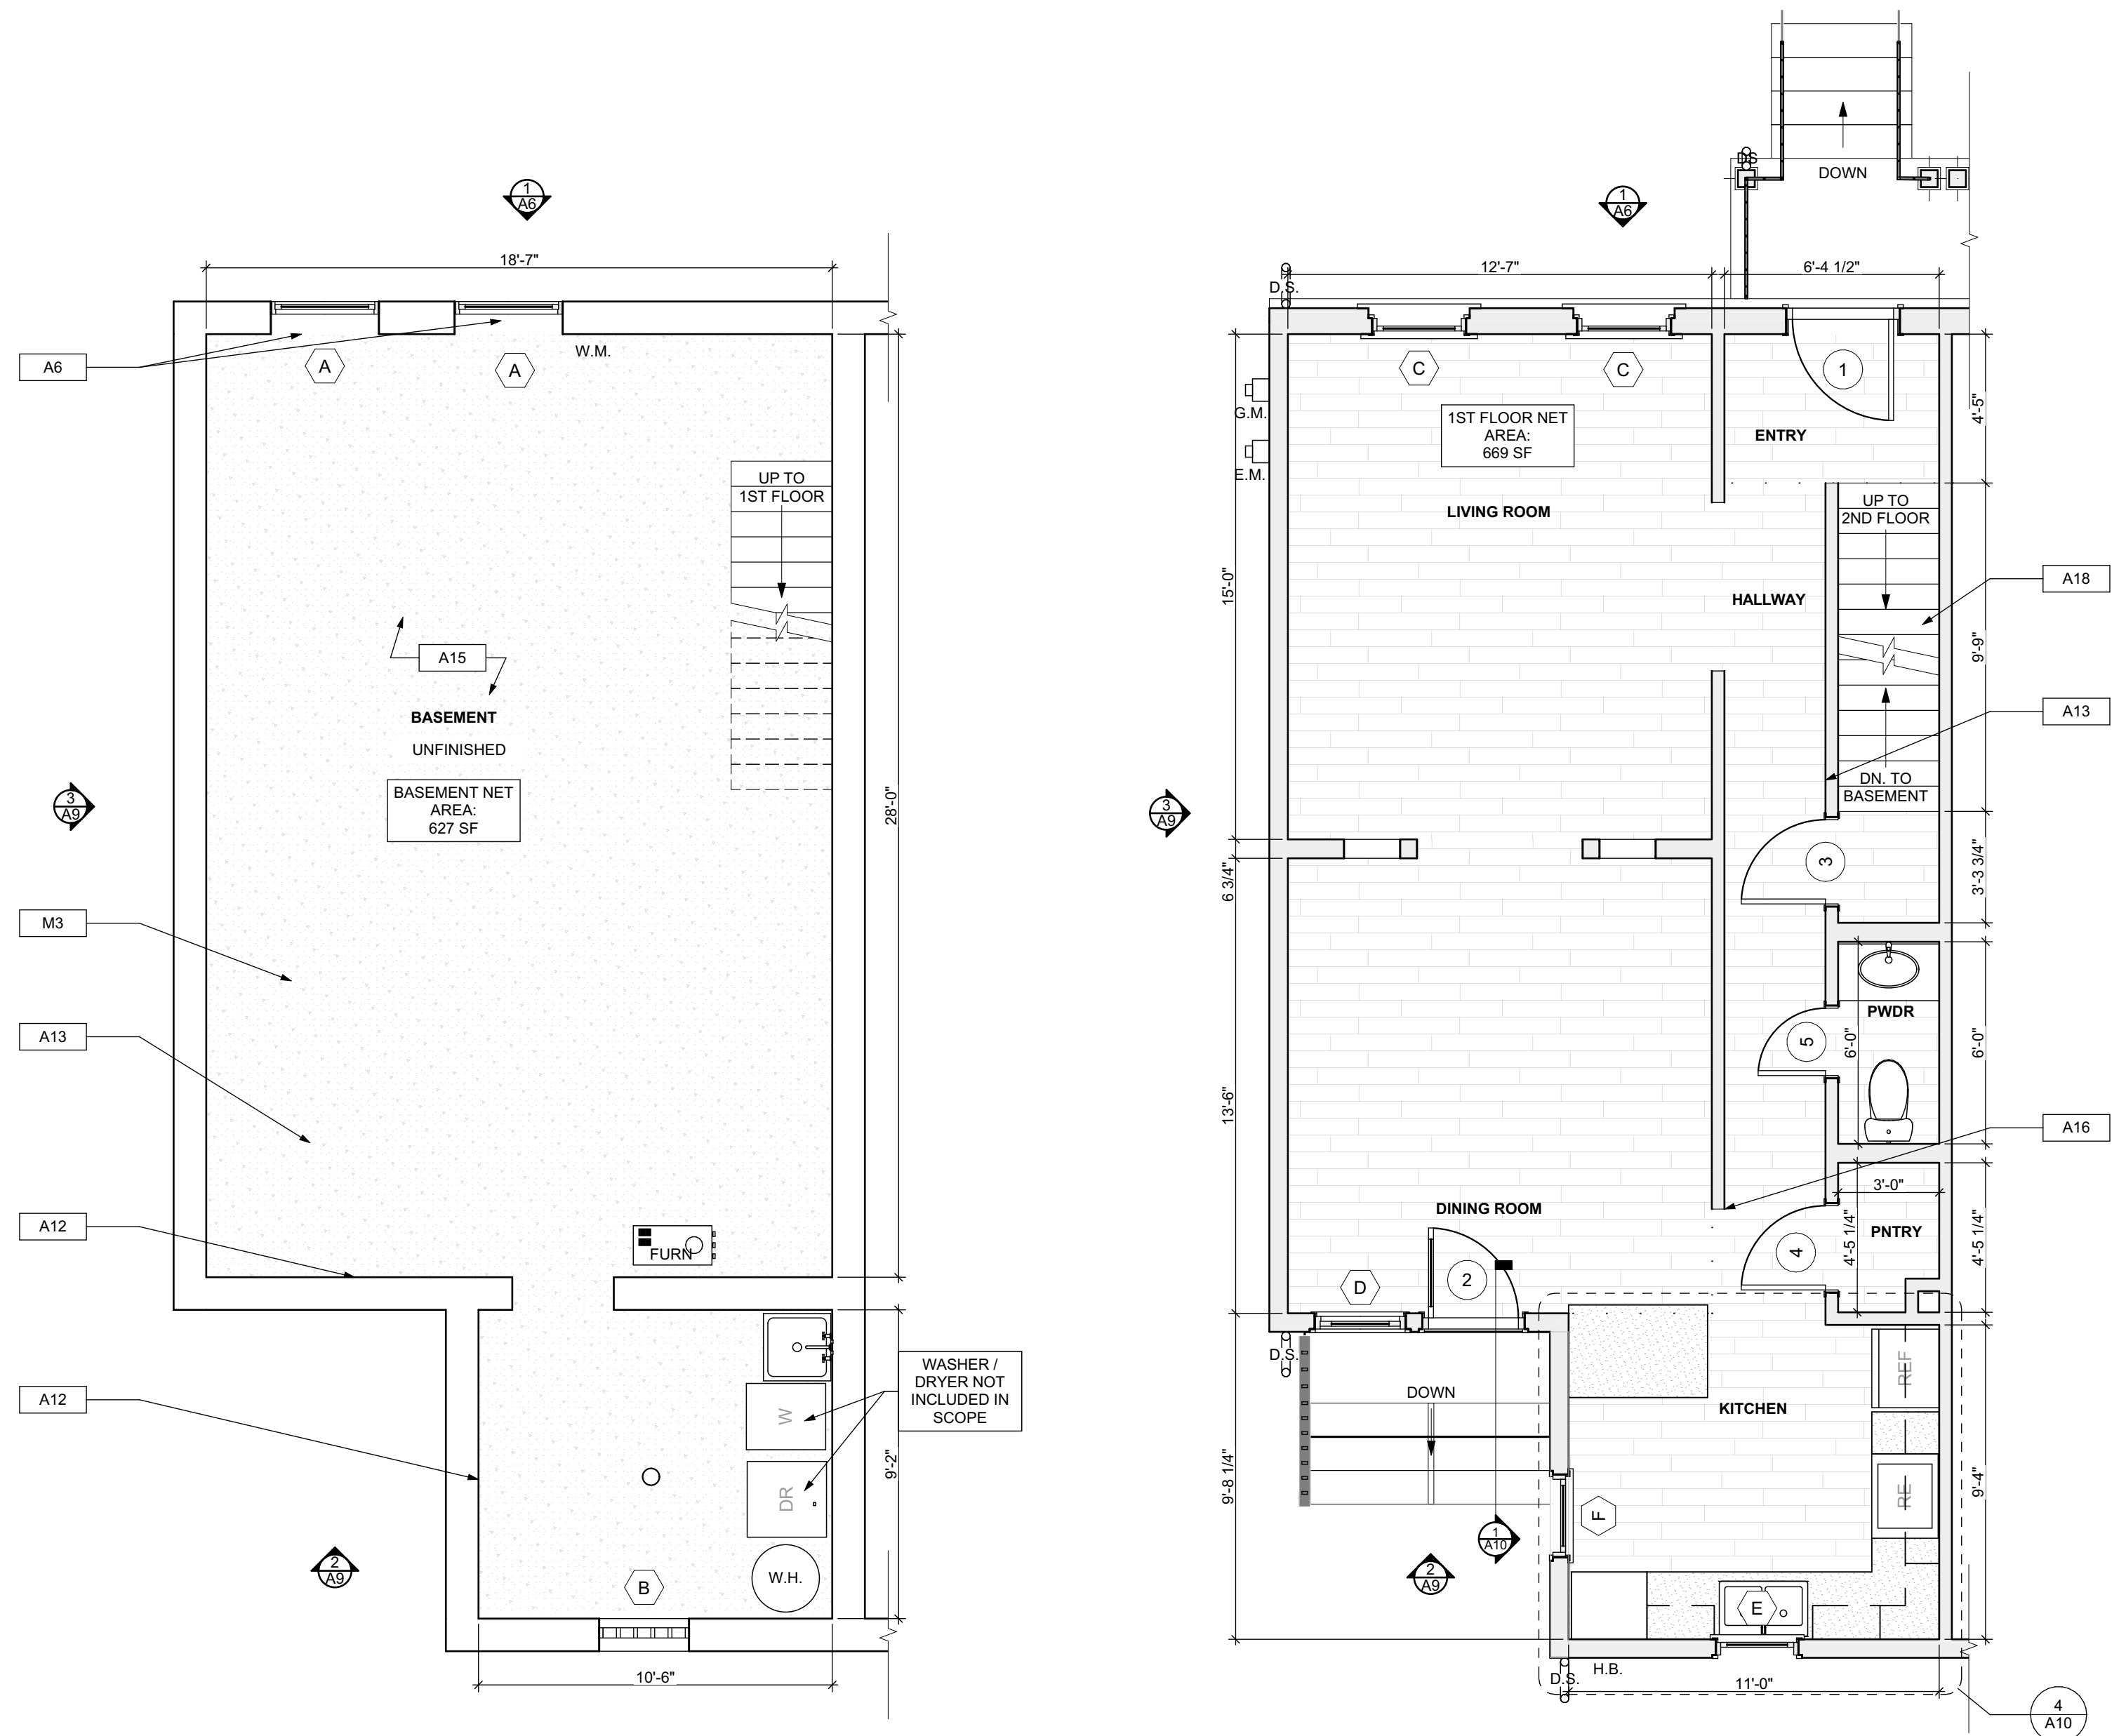 1
A6
18'-7"
A6
A
A
W.M.
UP TO
1ST FLOOR
A15
BASEMENT
UNFINISHED
BASEMENT NET
AREA:
627 SF
3
A9
28'-0"
M3
A13
A12
FURN
A12
WASHER /
DRYER NOT
INCLUDED IN
SCOPE
W
DR
9'-2"
2
A9
B
W.H.
10'-6"
DS
DOWN
1
A6
12'-7"
6'-4 1/2"
D.S.
C
C
1
G.M.
1ST FLOOR NET
AREA:
669 SF
ENTRY
4'-5"
E.M.
LIVING ROOM
UP TO
2ND FLOOR
A18
15'-0"
HALLWAY
9'-9"
A13
DN. TO
BASEMENT
3
A9
6 3/4"
3
3'-3 3/4"
PWDR
5
6'-0"
6'-0"
13'-6"
A16
3'-0"
DINING ROOM
PNTRY
4
4'-5 1/4"
4'-5 1/4"
D
2
D.S.
DOWN
REF
KITCHEN
9'-8 1/4"
RE
9'-4"
F
1
A10
2
A9
E
H.B.
D.S.
11'-0"
4
A10